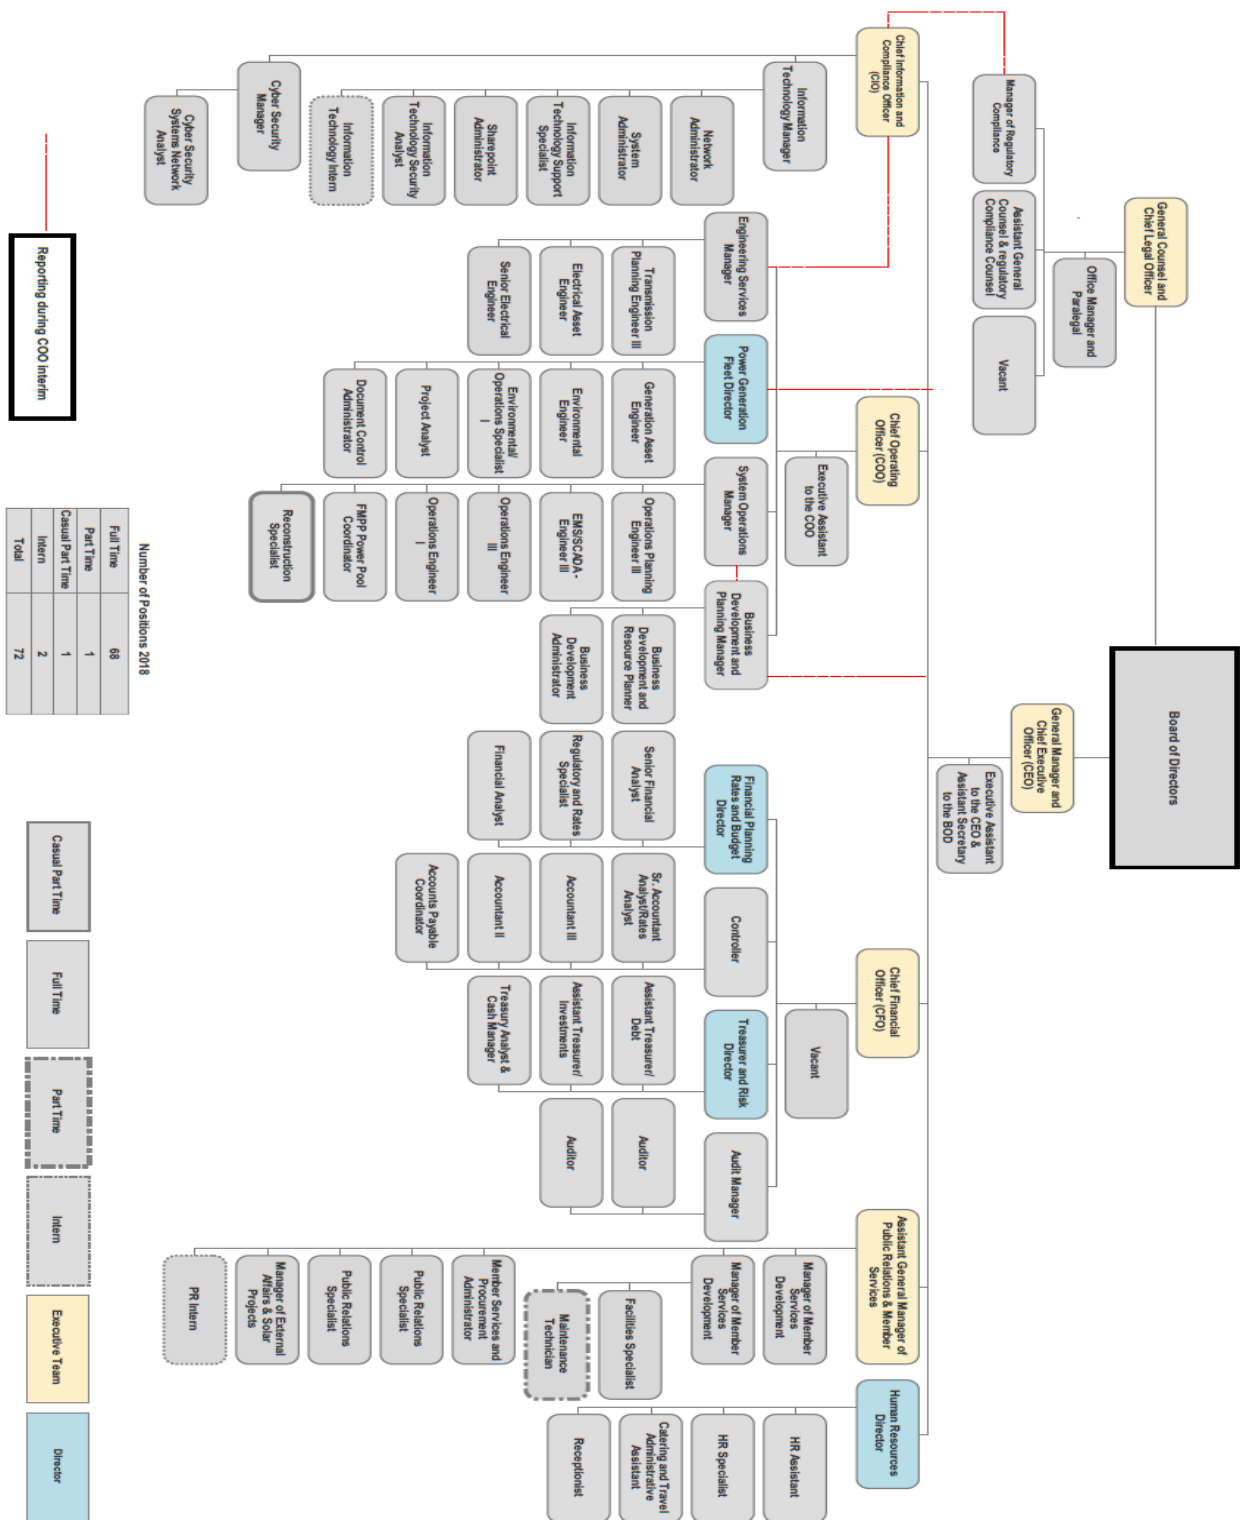 Board of Directors
General Counsel and
Chief Legal Officer
Office Manager and
Paralegal
Manager of Regulatory
Compliance
Assistant General
Counsel & regulatory
Compliance Counsel
Vacant
General Manager and
Chief Executive
Officer (CEO)
Executive Assistant
to the CEO &
Assistant Secretary
to the BOD
Chief Information and
Compliance Officer
(CIO)
Information
Technology Manager
Network
Administrator
System
Administrator
Information
Technology Support
Specialist
Sharepoint
Administrator
Information
Technology Security
Analyst
Information
Technology Intern
Cyber Security
Manager
Cyber Security
Systems Network
Analyst
Chief Operating
Officer (COO)
Executive Assistant
to the COO
Engineering Services
Manager
Transmission
Planning Engineer III
Electrical Asset
Engineer
Senior Electrical
Engineer
Power Generation
Fleet Director
Generation Asset
Engineer
Environmental
Engineer
Environmental/
Operations Specialist
I
Project Analyst
Document Control
Administrator
System Operations
Manager
Operations Planning
Engineer III
EMS/SCADA -
Engineer III
Operations Engineer
III
Operations Engineer
I
FMPP Power Pool
Coordinator
Reconstruction
Specialist
Business
Development and
Planning Manager
Business
Development and
Resource Planner
Business
Development
Administrator
Chief Financial
Officer (CFO)
Vacant
Financial Planning
Rates and Budget
Director
Senior Financial
Analyst
Regulatory and Rates
Specialist
Financial Analyst
Controller
Sr. Accountant
Analyst/Rates
Analyst
Accountant III
Accountant II
Accounts Payable
Coordinator
Treasurer and Risk
Director
Assistant Treasurer/
Debt
Assistant Treasurer/
Investments
Treasury Analyst &
Cash Manager
Audit Manager
Auditor
Auditor
Assistant General Manager of
Public Relations & Member
Services
Manager of Member
Services
Development
Manager of Member
Services
Development
Facilities Specialist
Maintenance
Technician
Member Services and
Procurement
Administrator
Public Relations
Specialist
Public Relations
Specialist
Manager of External
Affairs & Solar
Projects
PR Intern
Human Resources
Director
HR Assistant
HR Specialist
Catering and Travel
Administrative
Assistant
Receptionist
Reporting during COO Interim
Number of Positions 2018
Full Time 68
Part Time 1
Casual Part Time 1
Intern 2
Total 72
Casual Part Time
Full Time
Part Time
Intern
Executive Team
Director